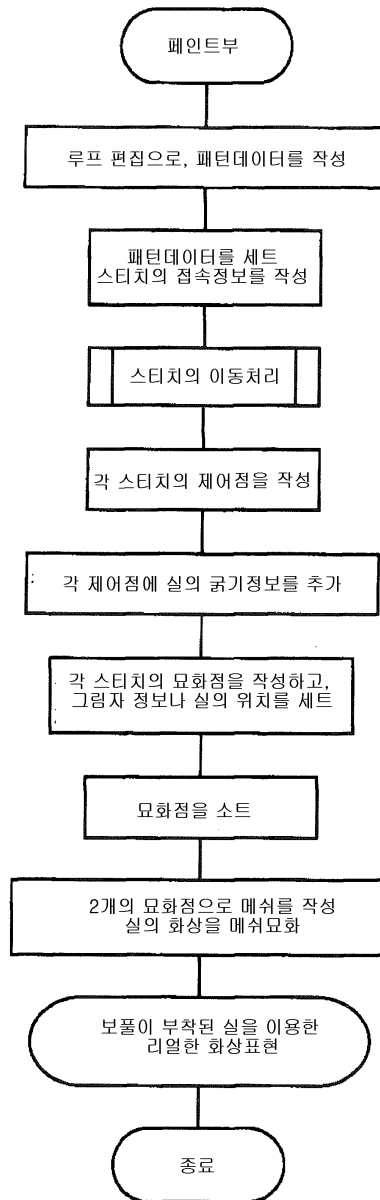 페인트부
루프 편집으로, 패턴데이터를 작성
패턴데이터를 세트
스티치의 접속정보를 작성
스티치의 이동처리
각 스티치의 제어점을 작성
각 제어점에 실의 굵기정보를 추가
각 스티치의 묘화점을 작성하고,
그림자 정보나 실의 위치를 세트
묘화점을 소트
2개의 묘화점으로 메쉬를 작성
실의 화상을 메쉬묘화
보풀이 부착된 실을 이용한
리얼한 화상표현
종료